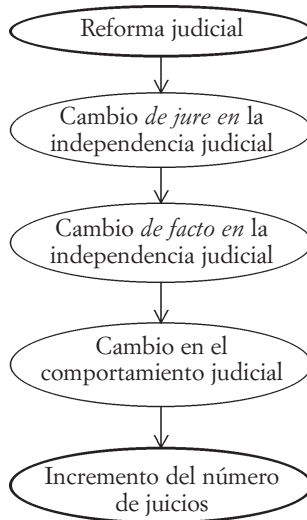 Reforma judicial
Cambio de jure en la
independencia judicial
Cambio de facto en la
independencia judicial
Cambio en el
comportamiento judicial
Incremento del número
de juicios